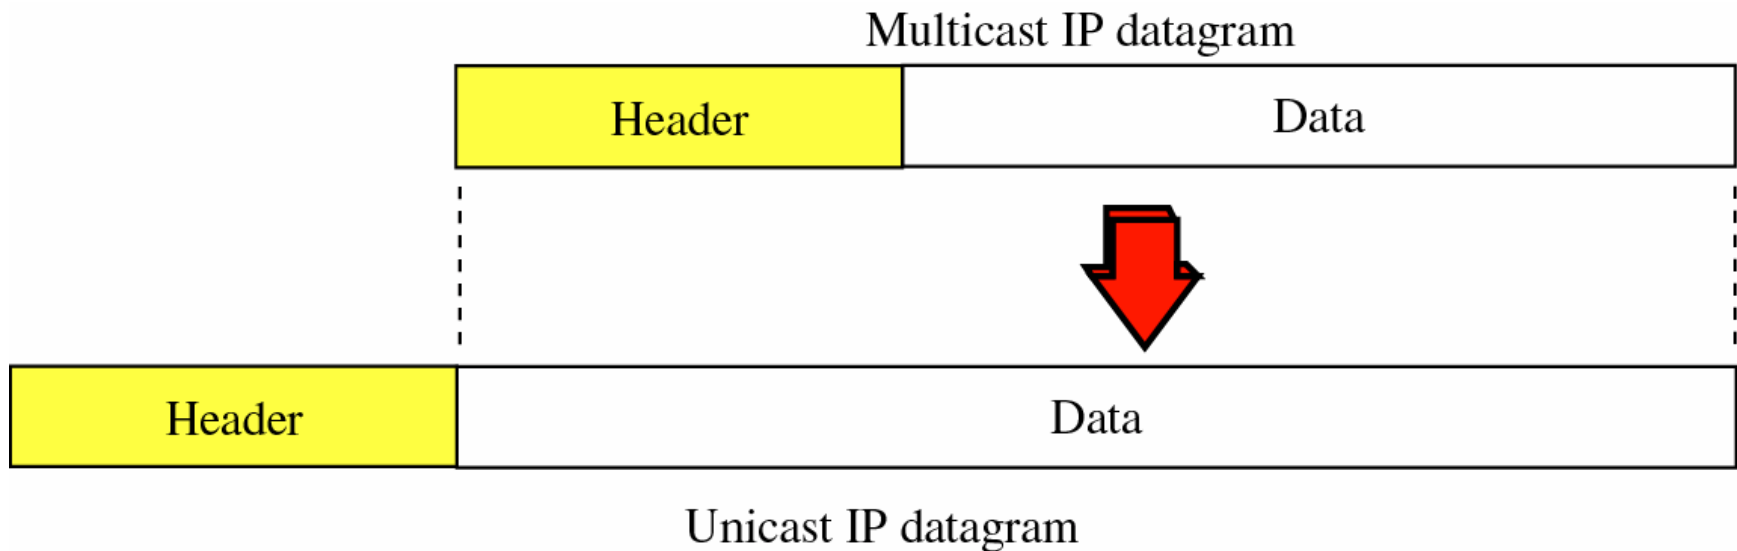 Multicast IP datagram
Header
Data
Header
Data
Unicast IP datagram